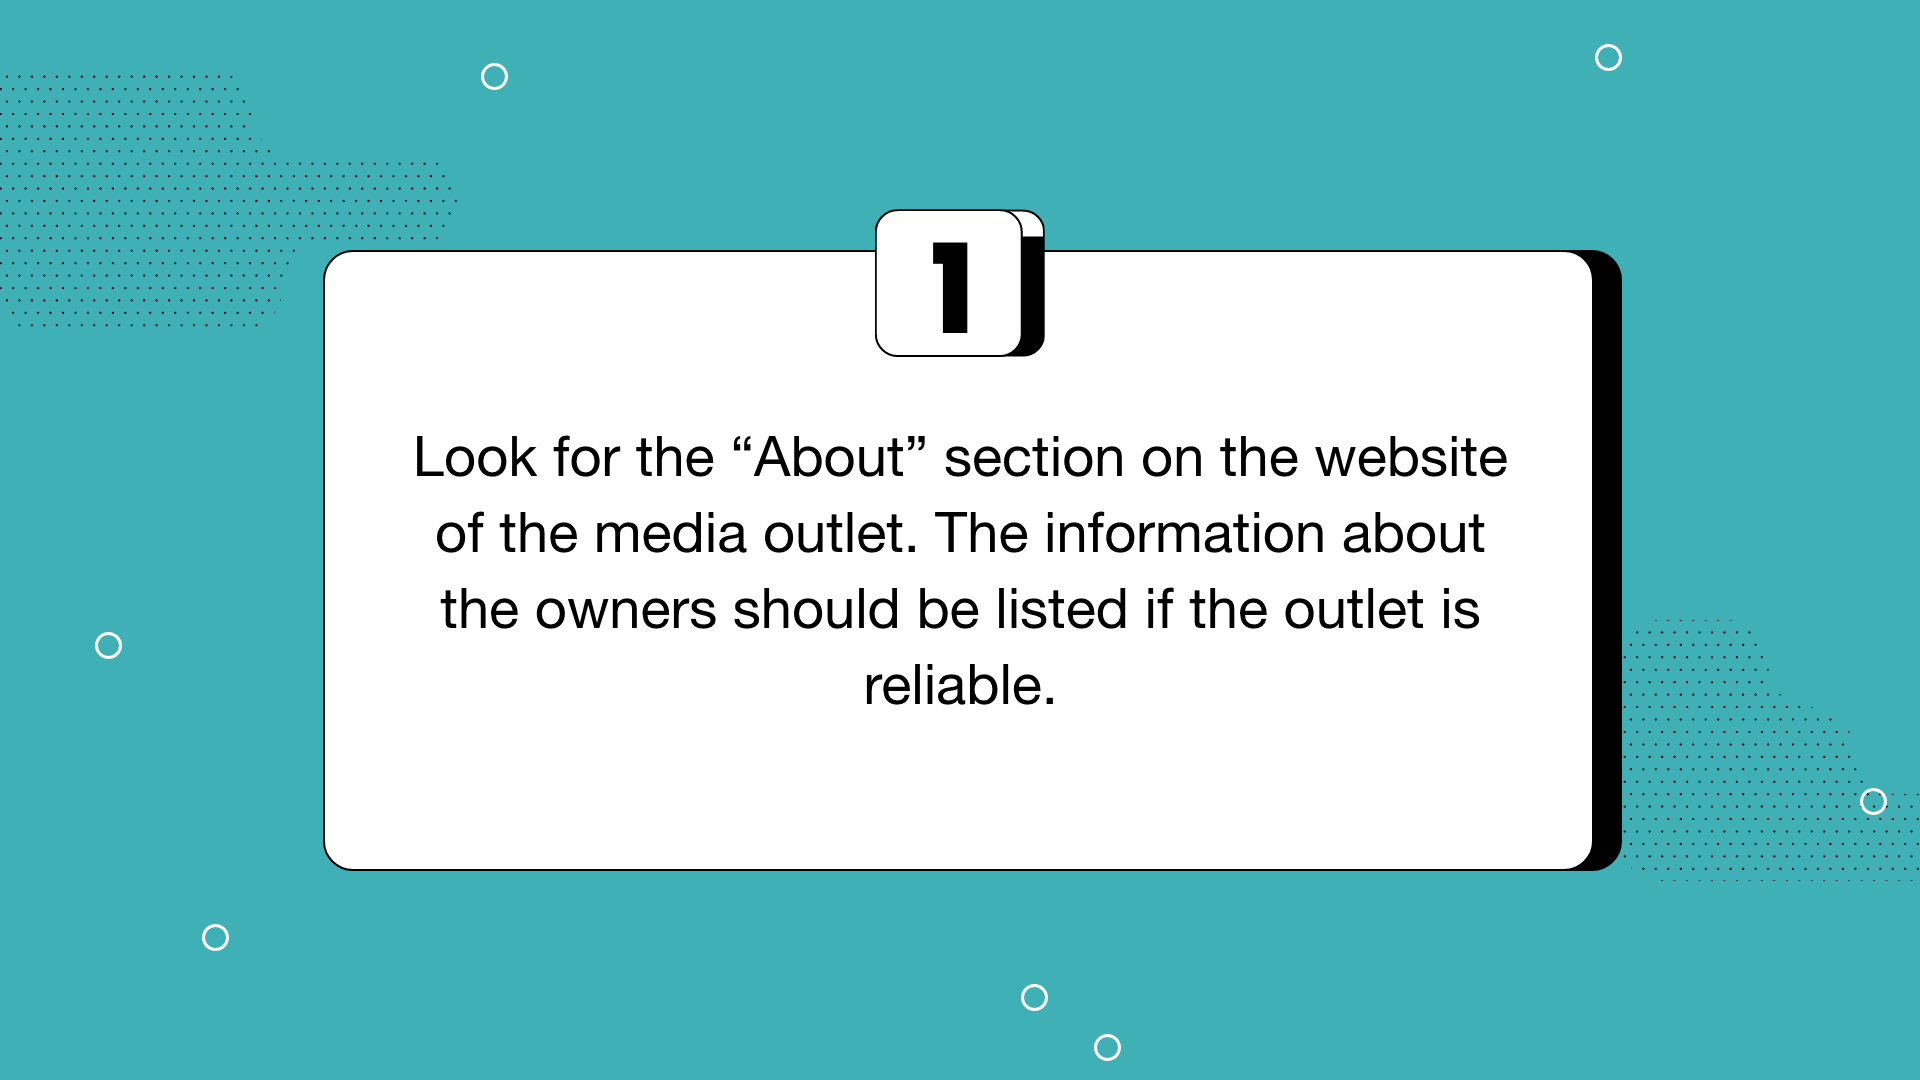 1
Look for the “About” section on the website
of the media outlet. The information about
the owners should be listed if the outlet is
reliable.